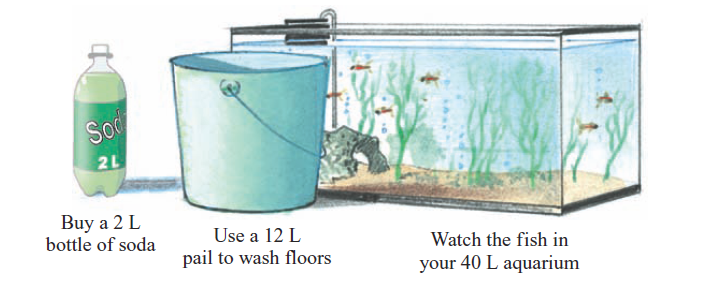 Soda
2 L
Buy a 2 L
bottle of soda
Use a 12 L
pail to wash floors
Watch the fish in
your 40 L aquarium